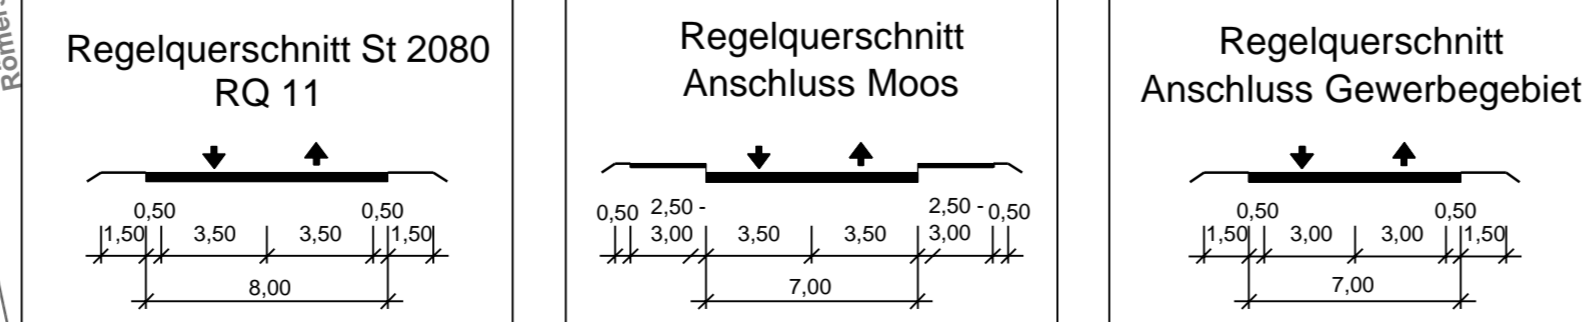 Römers
Regelquerschnitt St 2080
RQ 11
0,50 0,50
1,50 3,50 3,50 1,50
8,00
Regelquerschnitt
Anschluss Moos
0,50 2,50 - 2,50 - 0,50
3,00 3,50 3,50 3,00
7,00
Regelquerschnitt
Anschluss Gewerbegebiet
0,50 0,50
1,50 3,00 3,00 1,50
7,00